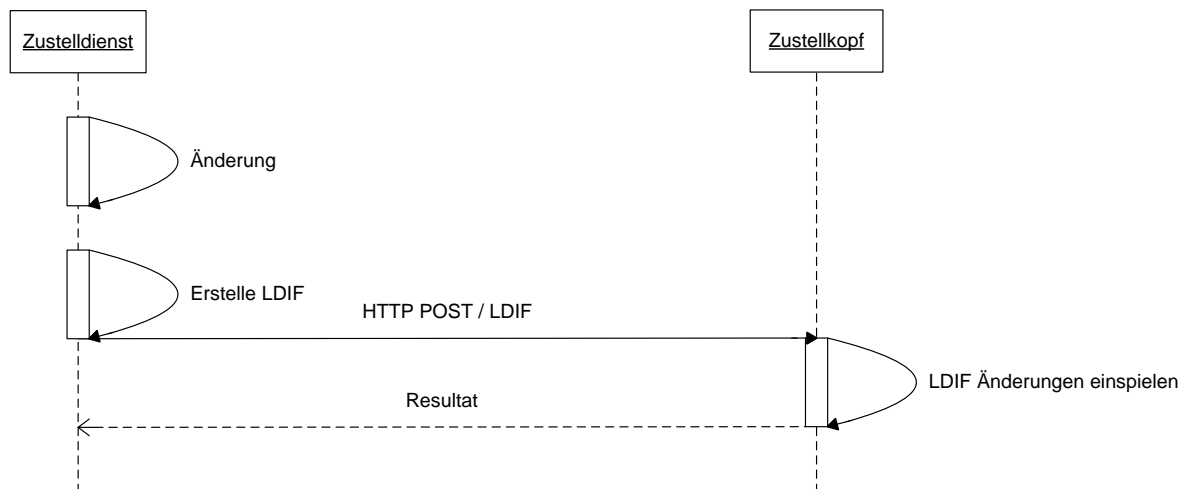 Zustelldienst
Zustellkopf
Änderung
Erstelle LDIF
HTTP POST / LDIF
LDIF Änderungen einspielen
Resultat